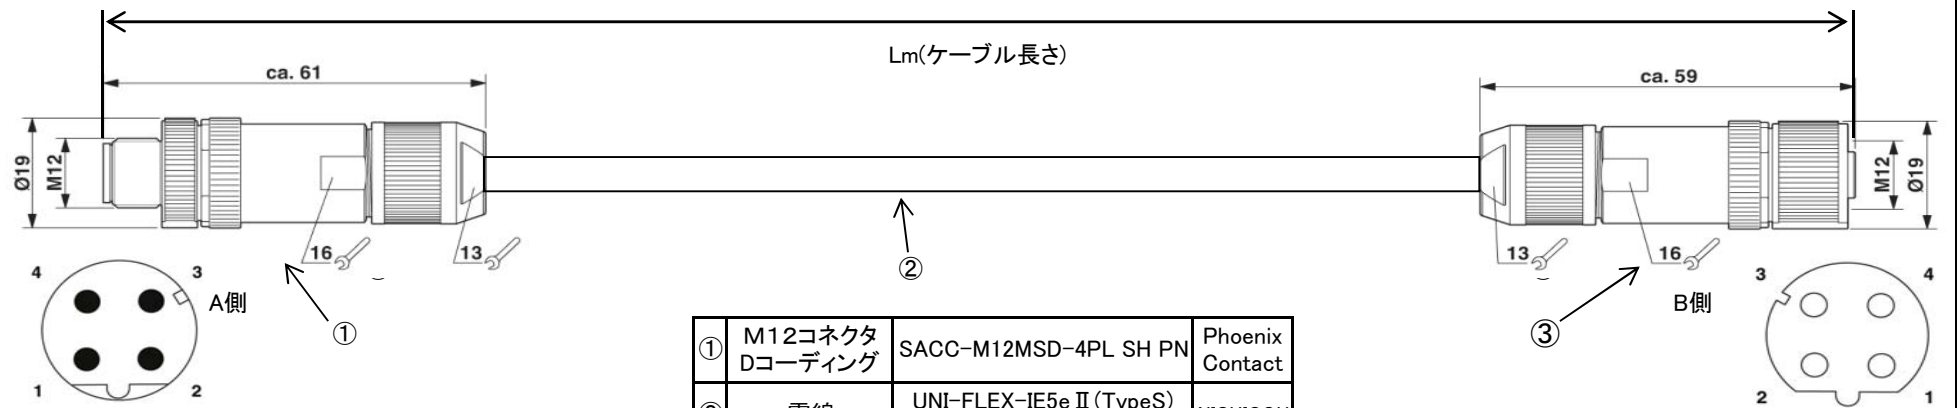 Lm(ケーブル長さ)
ca. 61
ca. 59
Ø19
M12
M12
Ø19
16
13
13
16
②
4
3
A側
①
1
2
③
B側
3
4
2
1
① M12コネクタ Dコーディング SACC-M12MSD-4PL SH PN Phoenix Contact
UNI-FLEX-IE5eⅡ(TypeS)